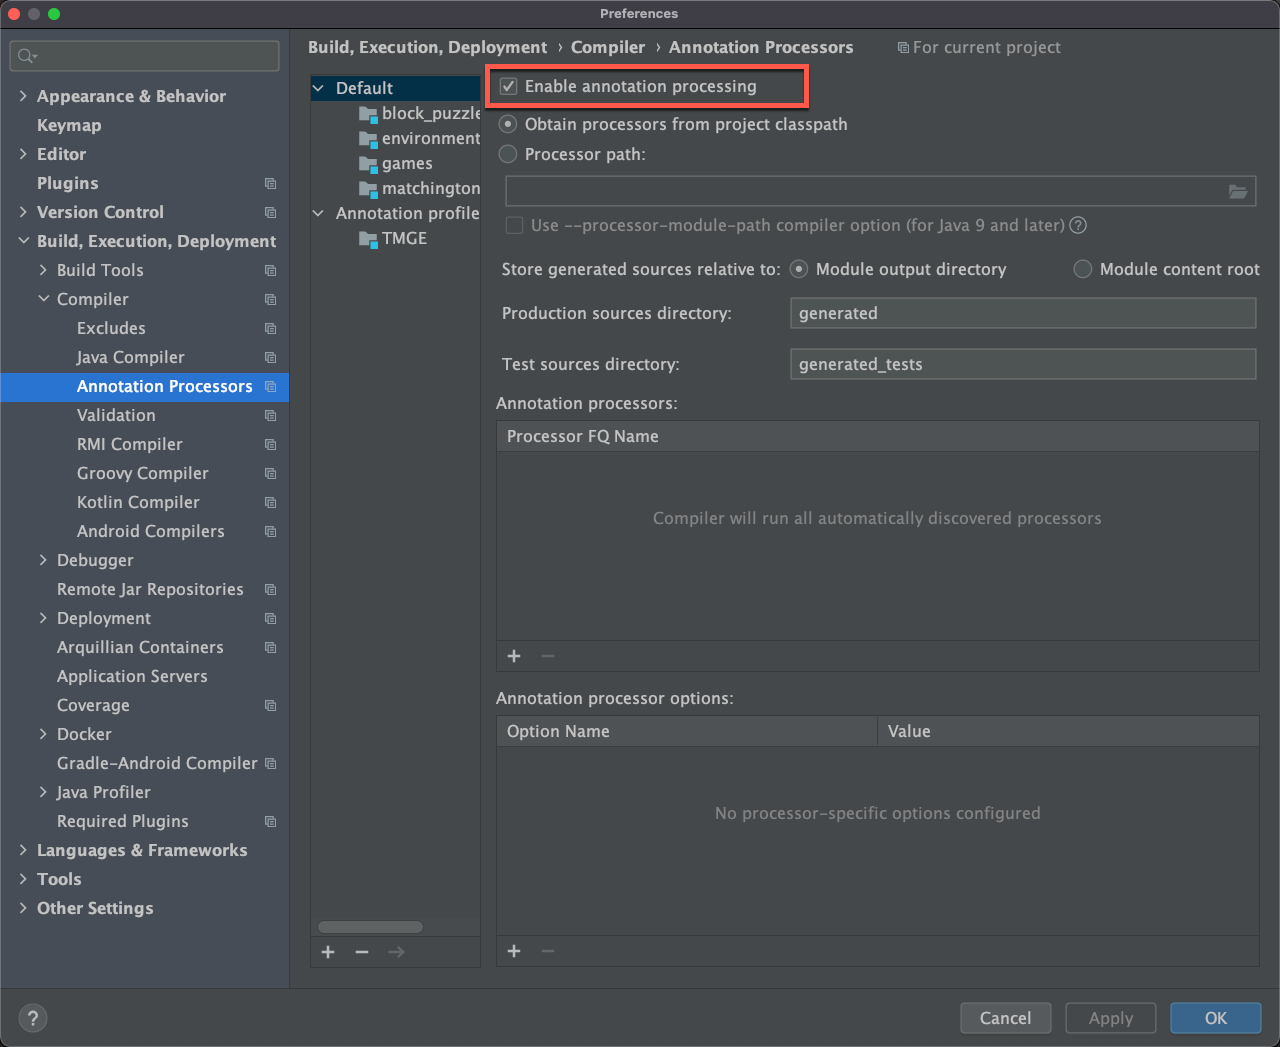 Preferences
Build, Execution, Deployment › Compiler › Annotation Processors
For current project
Appearance & Behavior
Keymap
Editor
Plugins
Version Control
Build, Execution, Deployment
Build Tools
Compiler
Excludes
Java Compiler
Annotation Processors
Validation
RMI Compiler
Groovy Compiler
Kotlin Compiler
Android Compilers
Debugger
Remote Jar Repositories
Deployment
Arquillian Containers
Application Servers
Coverage
Docker
Gradle-Android Compiler
Java Profiler
Required Plugins
Languages & Frameworks
Tools
Other Settings
Default
block_puzzle
environment
games
matchington
Annotation profile
TMGE
Enable annotation processing
Obtain processors from project classpath
Processor path:
Use --processor-module-path compiler option (for Java 9 and later) ?
Store generated sources relative to: Module output directory Module content root
Production sources directory: generated
Test sources directory: generated_tests
Annotation processors:
Processor FQ Name
Compiler will run all automatically discovered processors
Annotation processor options:
Option Name Value
No processor-specific options configured
? Cancel Apply OK